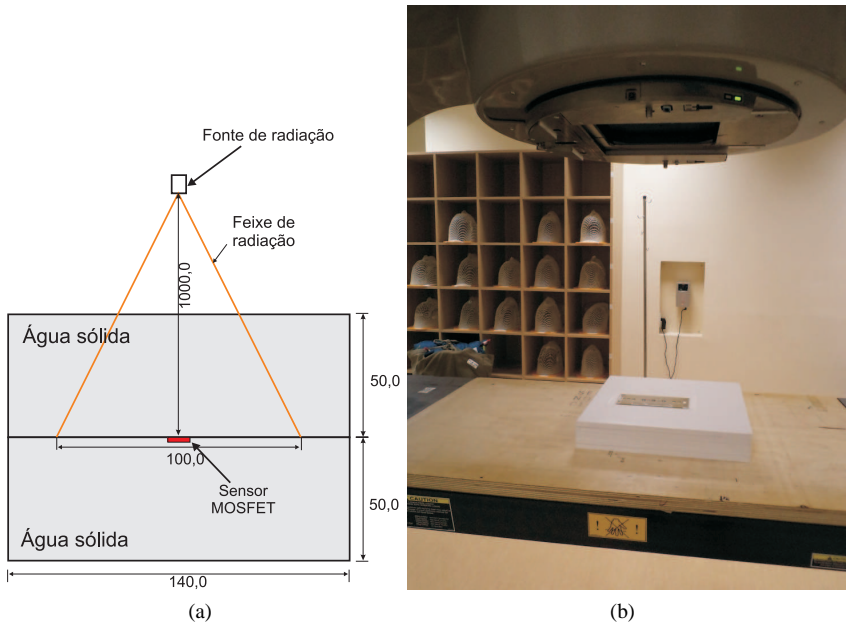 Fonte de radiação
Feixe de
radiação
1000,0
Água sólida
50,0
100,0
Sensor
MOSFET
50,0
Água sólida
140,0
(a)
CAUTION
(b)